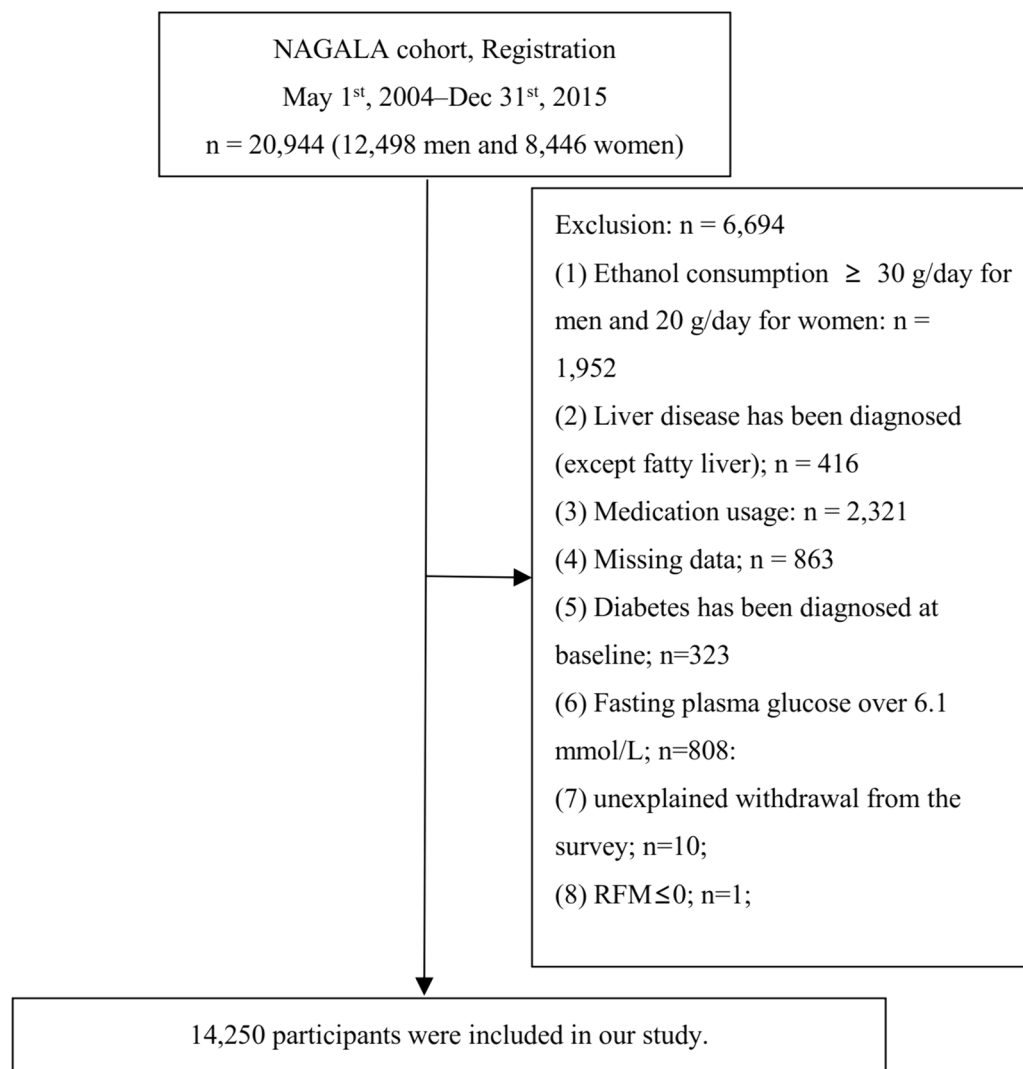 NAGALA cohort, Registration
May 1st, 2004–Dec 31st, 2015
n = 20,944 (12,498 men and 8,446 women)
Exclusion: n = 6,694
(1) Ethanol consumption ≥ 30 g/day for
men and 20 g/day for women: n =
1,952
(2) Liver disease has been diagnosed
(except fatty liver); n = 416
(3) Medication usage: n = 2,321
(4) Missing data; n = 863
(5) Diabetes has been diagnosed at
baseline; n=323
(6) Fasting plasma glucose over 6.1
mmol/L; n=808:
(7) unexplained withdrawal from the
survey; n=10;
(8) RFM≤0; n=1;
14,250 participants were included in our study.